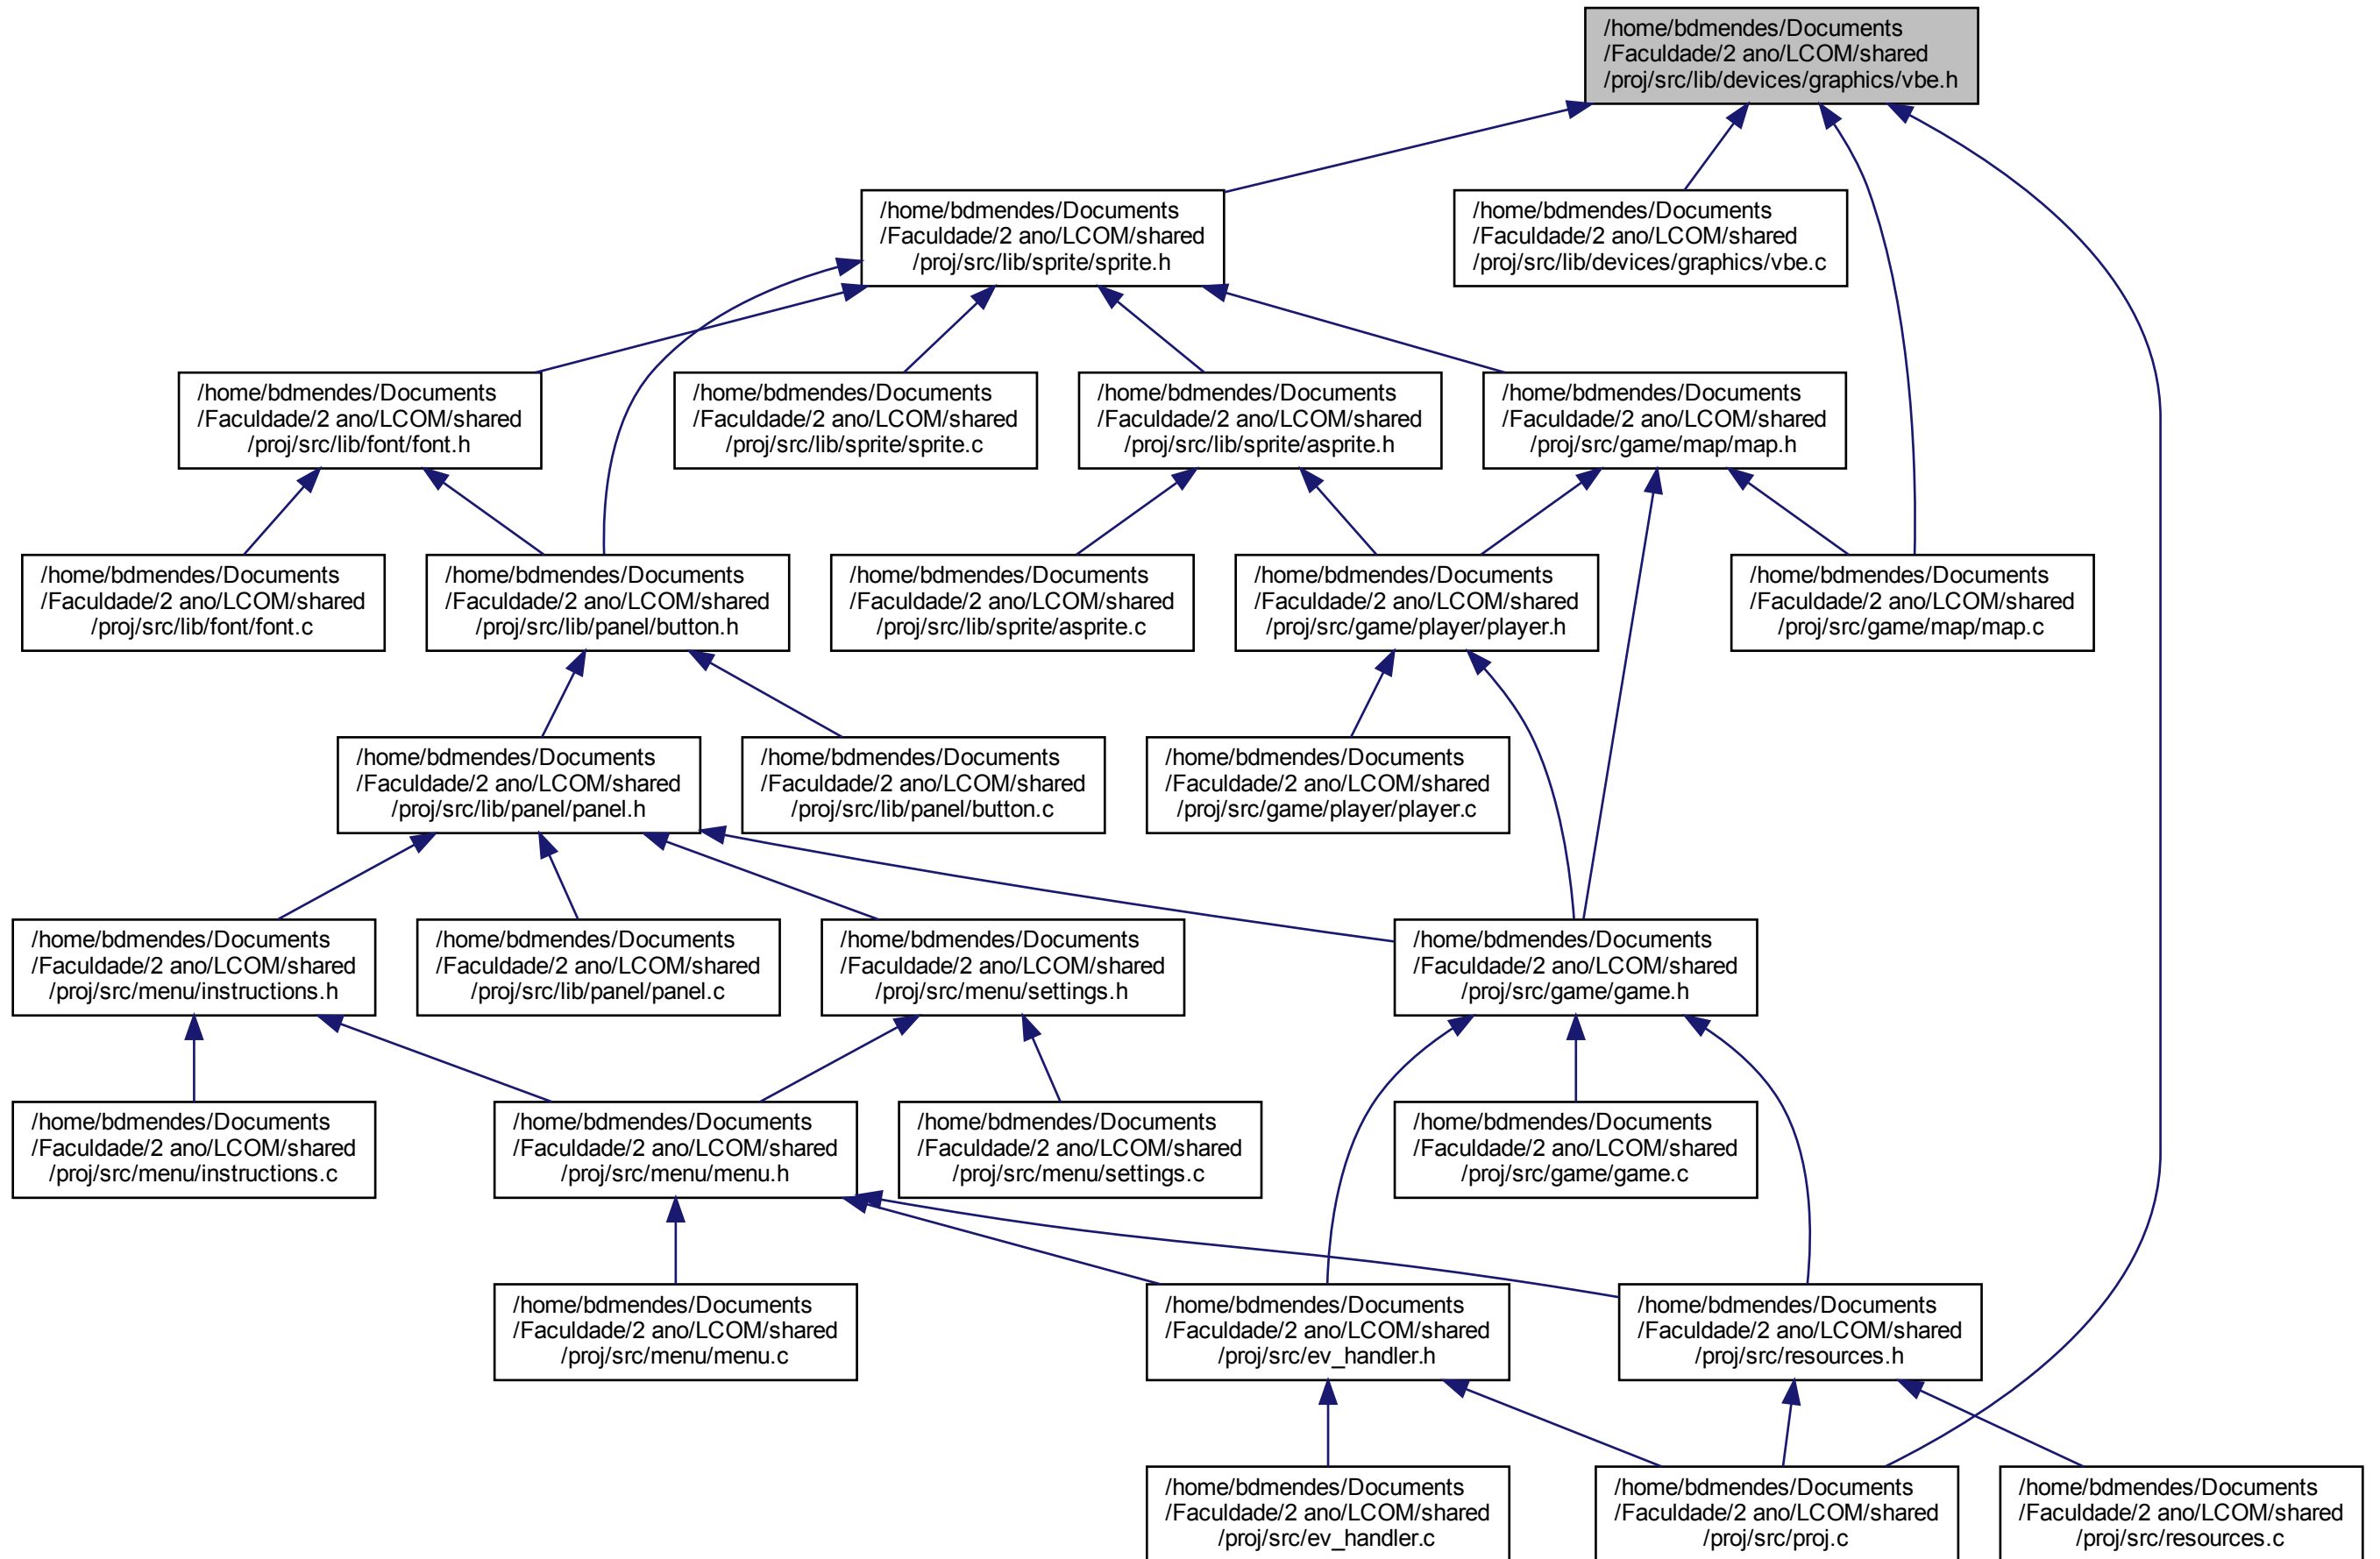 /home/bdmendes/Documents
/Faculdade/2 ano/LCOM/shared
/proj/src/lib/devices/graphics/vbe.h
/home/bdmendes/Documents
/Faculdade/2 ano/LCOM/shared
/proj/src/lib/sprite/sprite.h
/home/bdmendes/Documents
/Faculdade/2 ano/LCOM/shared
/proj/src/lib/devices/graphics/vbe.c
/home/bdmendes/Documents
/Faculdade/2 ano/LCOM/shared
/proj/src/lib/font/font.h
/home/bdmendes/Documents
/Faculdade/2 ano/LCOM/shared
/proj/src/lib/sprite/sprite.c
/home/bdmendes/Documents
/Faculdade/2 ano/LCOM/shared
/proj/src/lib/sprite/asprite.h
/home/bdmendes/Documents
/Faculdade/2 ano/LCOM/shared
/proj/src/game/map/map.h
/home/bdmendes/Documents
/Faculdade/2 ano/LCOM/shared
/proj/src/lib/font/font.c
/home/bdmendes/Documents
/Faculdade/2 ano/LCOM/shared
/proj/src/lib/panel/button.h
/home/bdmendes/Documents
/Faculdade/2 ano/LCOM/shared
/proj/src/lib/sprite/asprite.c
/home/bdmendes/Documents
/Faculdade/2 ano/LCOM/shared
/proj/src/game/player/player.h
/home/bdmendes/Documents
/Faculdade/2 ano/LCOM/shared
/proj/src/game/map/map.c
/home/bdmendes/Documents
/Faculdade/2 ano/LCOM/shared
/proj/src/lib/panel/panel.h
/home/bdmendes/Documents
/Faculdade/2 ano/LCOM/shared
/proj/src/lib/panel/button.c
/home/bdmendes/Documents
/Faculdade/2 ano/LCOM/shared
/proj/src/game/player/player.c
/home/bdmendes/Documents
/Faculdade/2 ano/LCOM/shared
/proj/src/menu/instructions.h
/home/bdmendes/Documents
/Faculdade/2 ano/LCOM/shared
/proj/src/lib/panel/panel.c
/home/bdmendes/Documents
/Faculdade/2 ano/LCOM/shared
/proj/src/menu/settings.h
/home/bdmendes/Documents
/Faculdade/2 ano/LCOM/shared
/proj/src/game/game.h
/home/bdmendes/Documents
/Faculdade/2 ano/LCOM/shared
/proj/src/menu/instructions.c
/home/bdmendes/Documents
/Faculdade/2 ano/LCOM/shared
/proj/src/menu/menu.h
/home/bdmendes/Documents
/Faculdade/2 ano/LCOM/shared
/proj/src/menu/settings.c
/home/bdmendes/Documents
/Faculdade/2 ano/LCOM/shared
/proj/src/game/game.c
/home/bdmendes/Documents
/Faculdade/2 ano/LCOM/shared
/proj/src/menu/menu.c
/home/bdmendes/Documents
/Faculdade/2 ano/LCOM/shared
/proj/src/ev_handler.h
/home/bdmendes/Documents
/Faculdade/2 ano/LCOM/shared
/proj/src/resources.h
/home/bdmendes/Documents
/Faculdade/2 ano/LCOM/shared
/proj/src/ev_handler.c
/home/bdmendes/Documents
/Faculdade/2 ano/LCOM/shared
/proj/src/proj.c
/home/bdmendes/Documents
/Faculdade/2 ano/LCOM/shared
/proj/src/resources.c